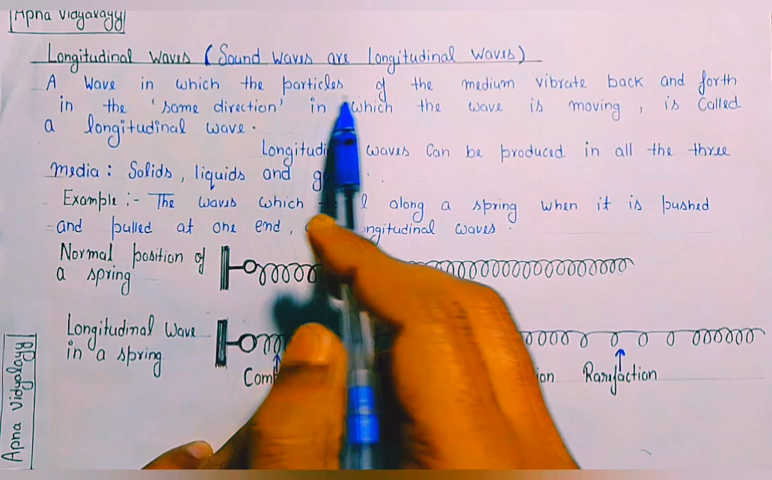 Apna Vidyalayy
Longitudinal Waves (Sound Waves are Longitudinal Waves)
A Wave in which the particles of the medium vibrate back and forth
in the 'same direction' in which the wave is moving, is Called
a longitudinal wave.
waves Can be produced in all the three
media: Solids, liquids and
Example :- The waves which along a spring when it is pushed
and pulled at one end, waves.
Normal position of
a spring
Longitudinal Wave
in a spring
Rarefaction
Apna Vidyalayy